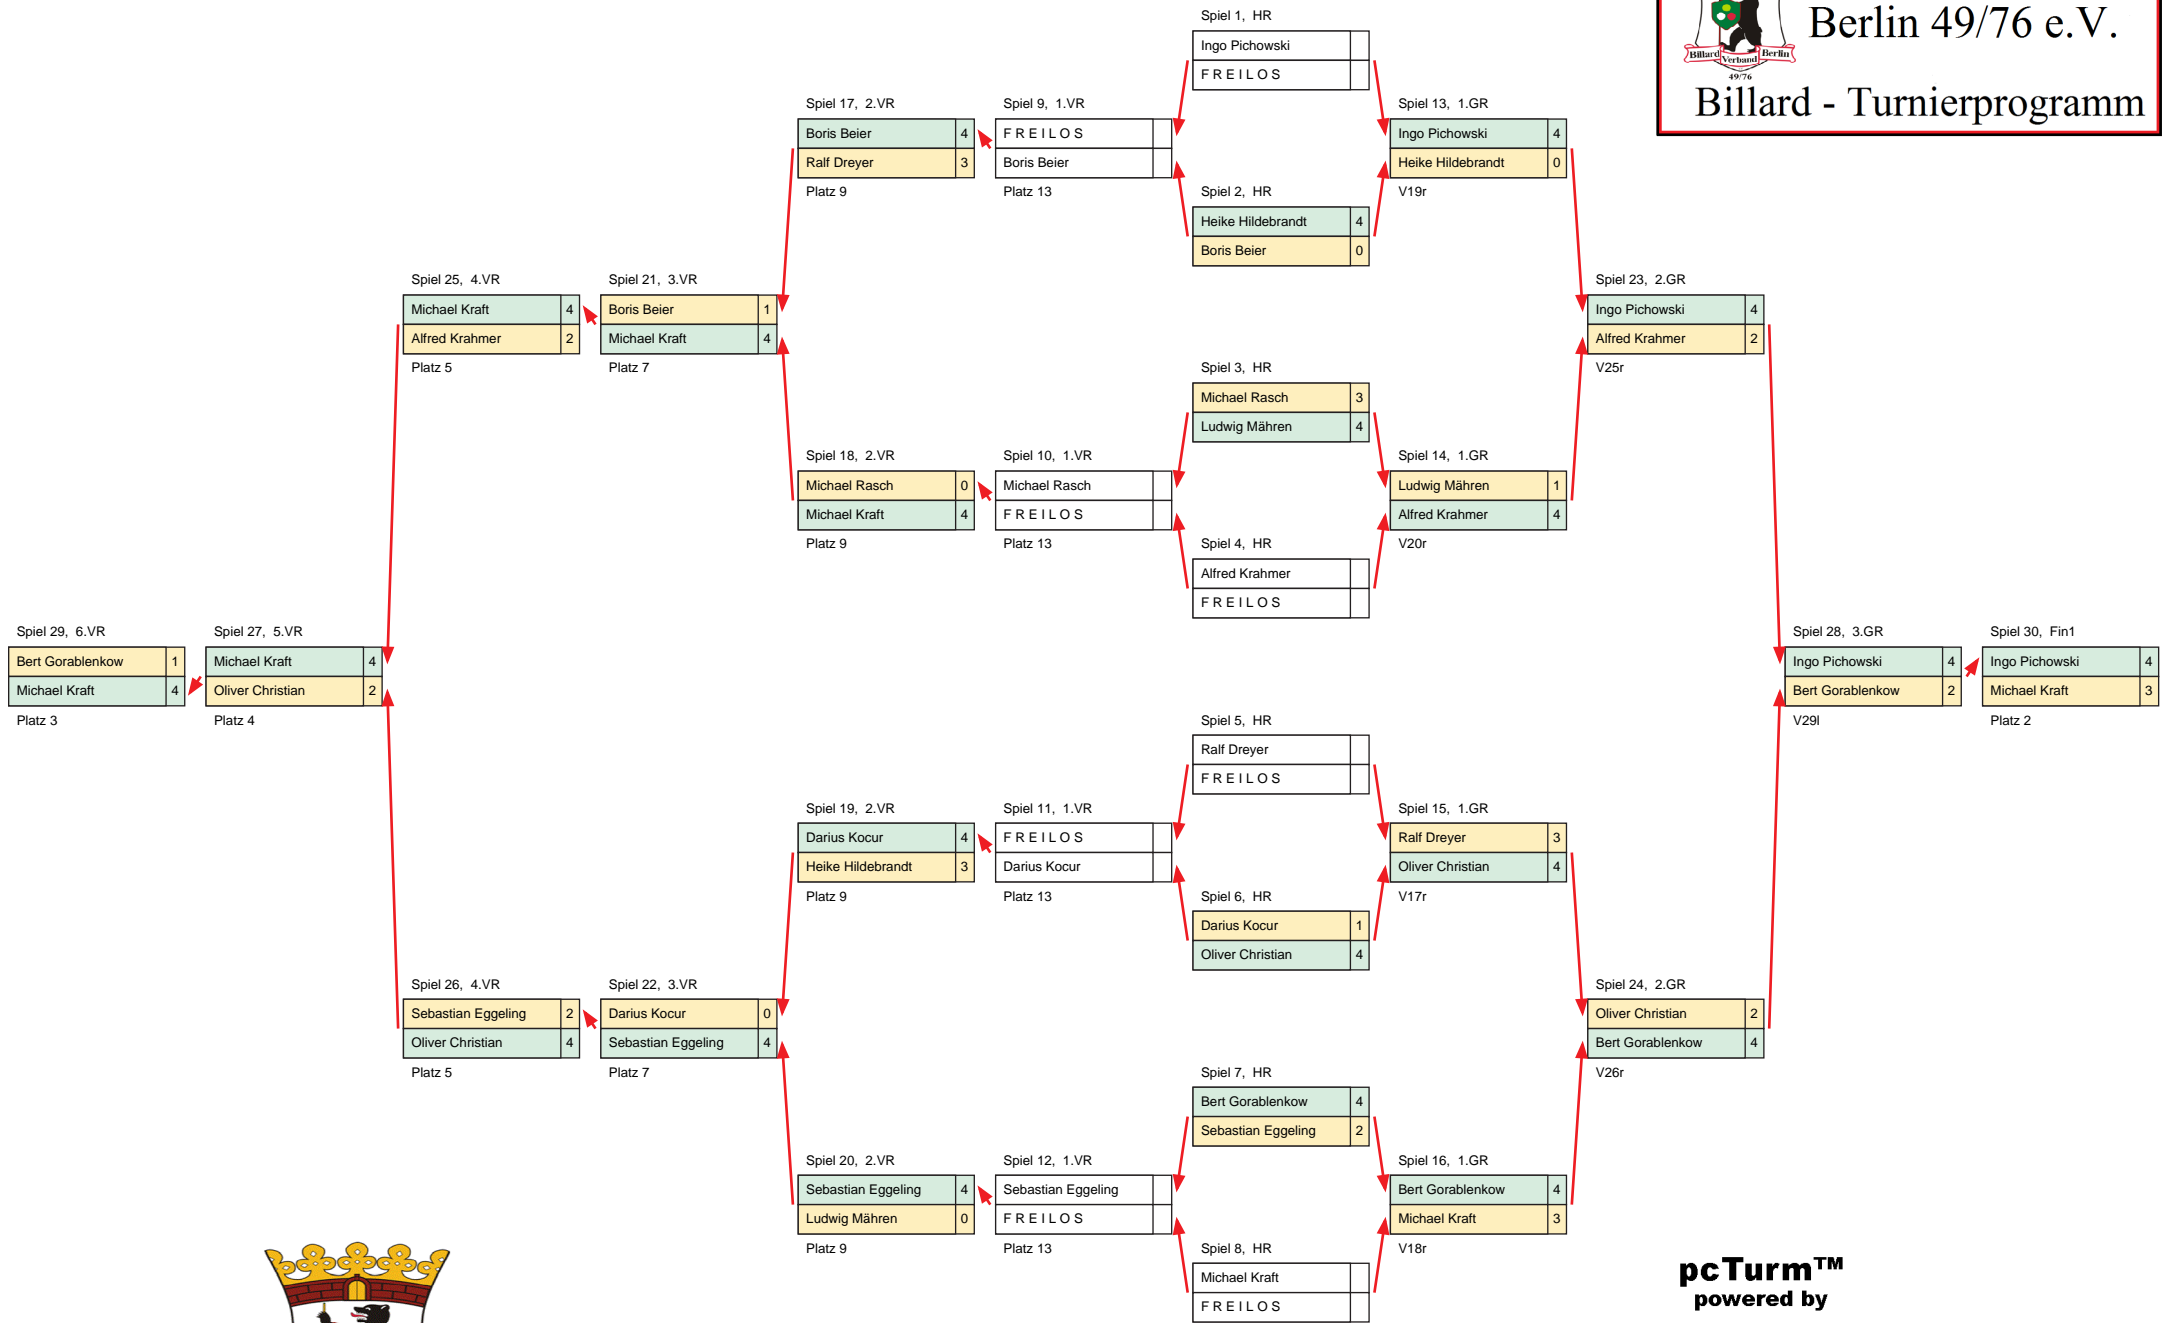 Berlin 49/76 e.V.
Billard Verband Berlin
49/76
Billard - Turnierprogramm
Spiel 29, 6.VR
Bert Gorablenkow 1
Michael Kraft 4
Platz 3
Spiel 27, 5.VR
Michael Kraft 4
Oliver Christian 2
Platz 4
Spiel 25, 4.VR
Michael Kraft 4
Alfred Krahmer 2
Platz 5
Spiel 26, 4.VR
Sebastian Eggeling 2
Oliver Christian 4
Platz 5
Spiel 21, 3.VR
Boris Beier 1
Michael Kraft 4
Platz 7
Spiel 22, 3.VR
Darius Kocur 0
Sebastian Eggeling 4
Platz 7
Spiel 17, 2.VR
Boris Beier 4
Ralf Dreyer 3
Platz 9
Spiel 18, 2.VR
Michael Rasch 0
Michael Kraft 4
Platz 9
Spiel 19, 2.VR
Darius Kocur 4
Heike Hildebrandt 3
Platz 9
Spiel 20, 2.VR
Sebastian Eggeling 4
Ludwig Mähren 0
Platz 9
Spiel 9, 1.VR
F R E I L O S
Boris Beier
Platz 13
Spiel 10, 1.VR
Michael Rasch
F R E I L O S
Platz 13
Spiel 11, 1.VR
F R E I L O S
Darius Kocur
Platz 13
Spiel 12, 1.VR
Sebastian Eggeling
F R E I L O S
Platz 13
Spiel 1, HR
Ingo Pichowski
F R E I L O S
Spiel 2, HR
Heike Hildebrandt 4
Boris Beier 0
Spiel 3, HR
Michael Rasch 3
Ludwig Mähren 4
Spiel 4, HR
Alfred Krahmer
F R E I L O S
Spiel 5, HR
Ralf Dreyer
F R E I L O S
Spiel 6, HR
Darius Kocur 1
Oliver Christian 4
Spiel 7, HR
Bert Gorablenkow 4
Sebastian Eggeling 2
Spiel 8, HR
Michael Kraft
F R E I L O S
Spiel 13, 1.GR
Ingo Pichowski 4
Heike Hildebrandt 0
V19r
Spiel 14, 1.GR
Ludwig Mähren 1
Alfred Krahmer 4
V20r
Spiel 15, 1.GR
Ralf Dreyer 3
Oliver Christian 4
V17r
Spiel 16, 1.GR
Bert Gorablenkow 4
Michael Kraft 3
V18r
Spiel 23, 2.GR
Ingo Pichowski 4
Alfred Krahmer 2
V25r
Spiel 24, 2.GR
Oliver Christian 2
Bert Gorablenkow 4
V26r
Spiel 28, 3.GR
Ingo Pichowski 4
Bert Gorablenkow 2
V29l
Spiel 30, Fin1
Ingo Pichowski 4
Michael Kraft 3
Platz 2
pcTurm™
powered by